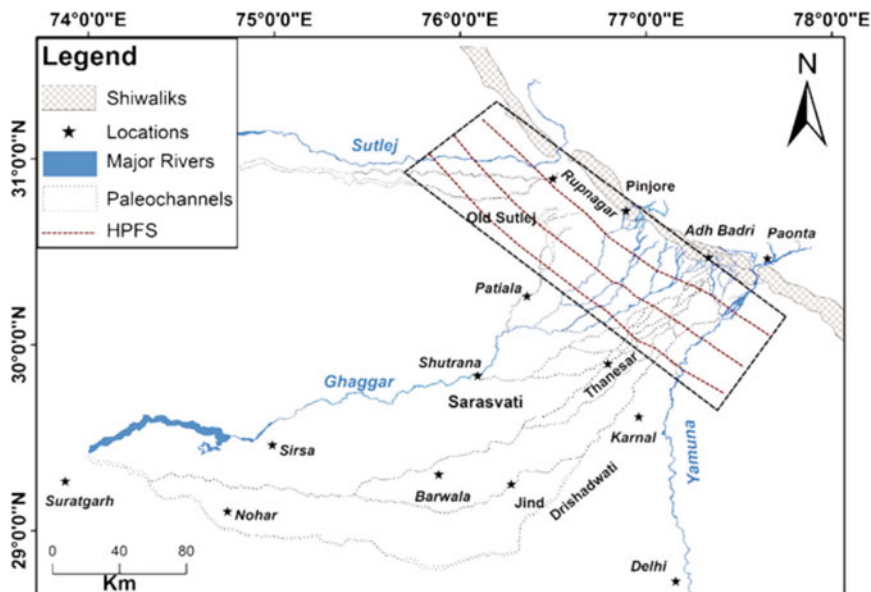 74°0'0"E 75°0'0"E 76°0'0"E 77°0'0"E 78°0'0"E
Legend
Shiwaliks
Locations
Major Rivers
Paleochannels
HPFS
N
31°0'0"N
30°0'0"N
29°0'0"N
Sutlej
Rupnagar
Pinjore
Old Sutlej
Adh Badri
Paonta
Patiala
Shutrana
Thanesar
Ghaggar
Sarasvati
Karnal
Sirsa
Yamuna
Suratgarh
Barwala
Jind
Drishadwati
Nohar
Delhi
0 40 80
Km